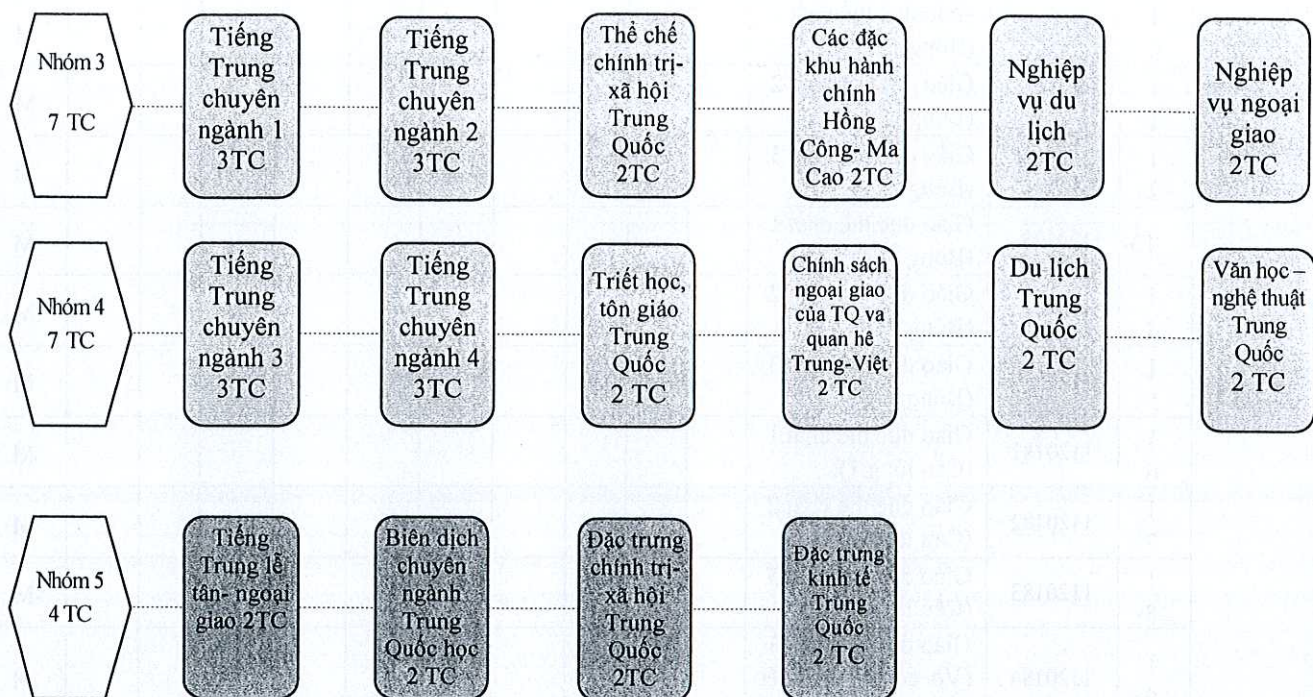 Nhóm 3
7 TC
Tiếng
Trung
chuyên
ngành 1
3TC
Tiếng
Trung
chuyên
ngành 2
3TC
Thể chế
chính trị-
xã hội
Trung
Quốc
2TC
Các đặc
khu hành
chính
Hồng
Công- Ma
Cao 2TC
Nghiệp
vụ du
lịch
2TC
Nghiệp
vụ ngoại
giao
2TC
Nhóm 4
7 TC
Tiếng
Trung
chuyên
ngành 3
3TC
Tiếng
Trung
chuyên
ngành 4
3TC
Triết học,
tôn giáo
Trung
Quốc
2 TC
Chính sách
ngoại giao
của TQ va
quan hê
Trung-Việt
2 TC
Du lịch
Trung
Quốc
2 TC
Văn học –
nghệ thuật
Trung
Quốc
2 TC
Nhóm 5
4 TC
Tiếng
Trung lễ
tân- ngoại
giao 2TC
Biên dịch
chuyên
ngành
Trung
Quốc học
2 TC
Đặc trưng
chính trị-
xã hội
Trung
Quốc
2TC
Đặc trưng
kinh tế
Trung
Quốc
2 TC